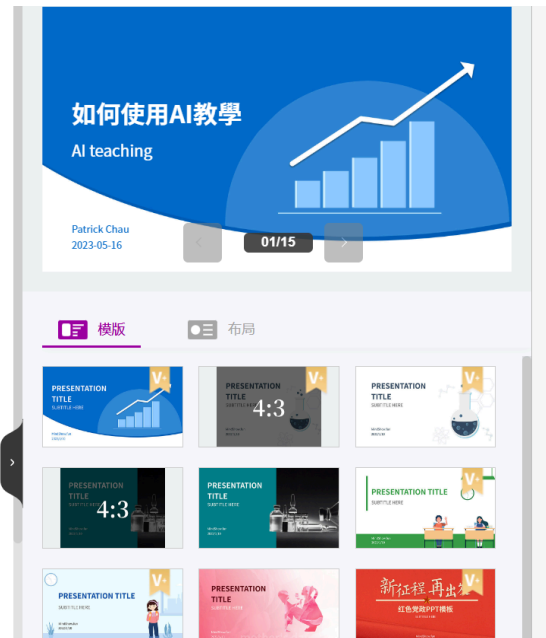 如何使用AI教學
AI teaching
Patrick Chau
2023-05-16
01/15
模版
布局
PRESENTATION
TITLE
SUBTITLE HERE
V+
PRESENTATION
TITLE
SUBTITLE HERE
4:3
V+
PRESENTATION
TITLE
SUBTITLE HERE
V+
PRESENTATION
TITLE
SUBTITLE HERE
4:3
PRESENTATION
TITLE
SUBTITLE HERE
PRESENTATION TITLE
SUBTITLE HERE
V+
PRESENTATION TITLE
SUBTITLE HERE
V+
PRESENTATION
TITLE
SUBTITLE HERE
新征程 再出发
V+
红色党政PPT模板